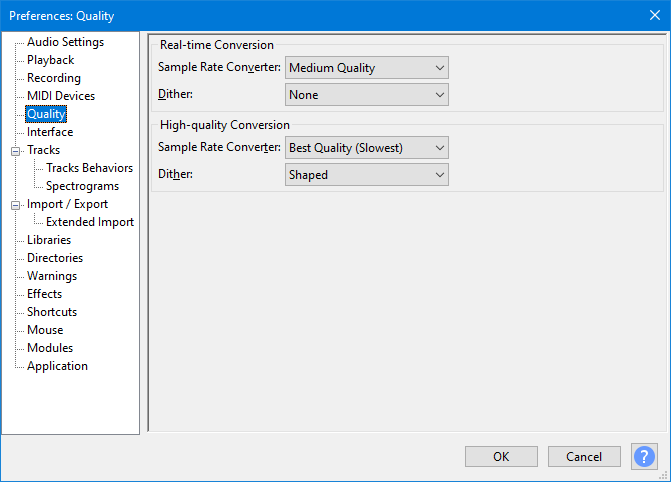 Preferences: Quality
Audio Settings
Playback
Recording
MIDI Devices
Quality
Interface
Tracks
Tracks Behaviors
Spectrograms
Import / Export
Extended Import
Libraries
Directories
Warnings
Effects
Shortcuts
Mouse
Modules
Application
Real-time Conversion
Sample Rate Converter: Medium Quality
Dither: None
High-quality Conversion
Sample Rate Converter: Best Quality (Slowest)
Dither: Shaped
OK Cancel ?